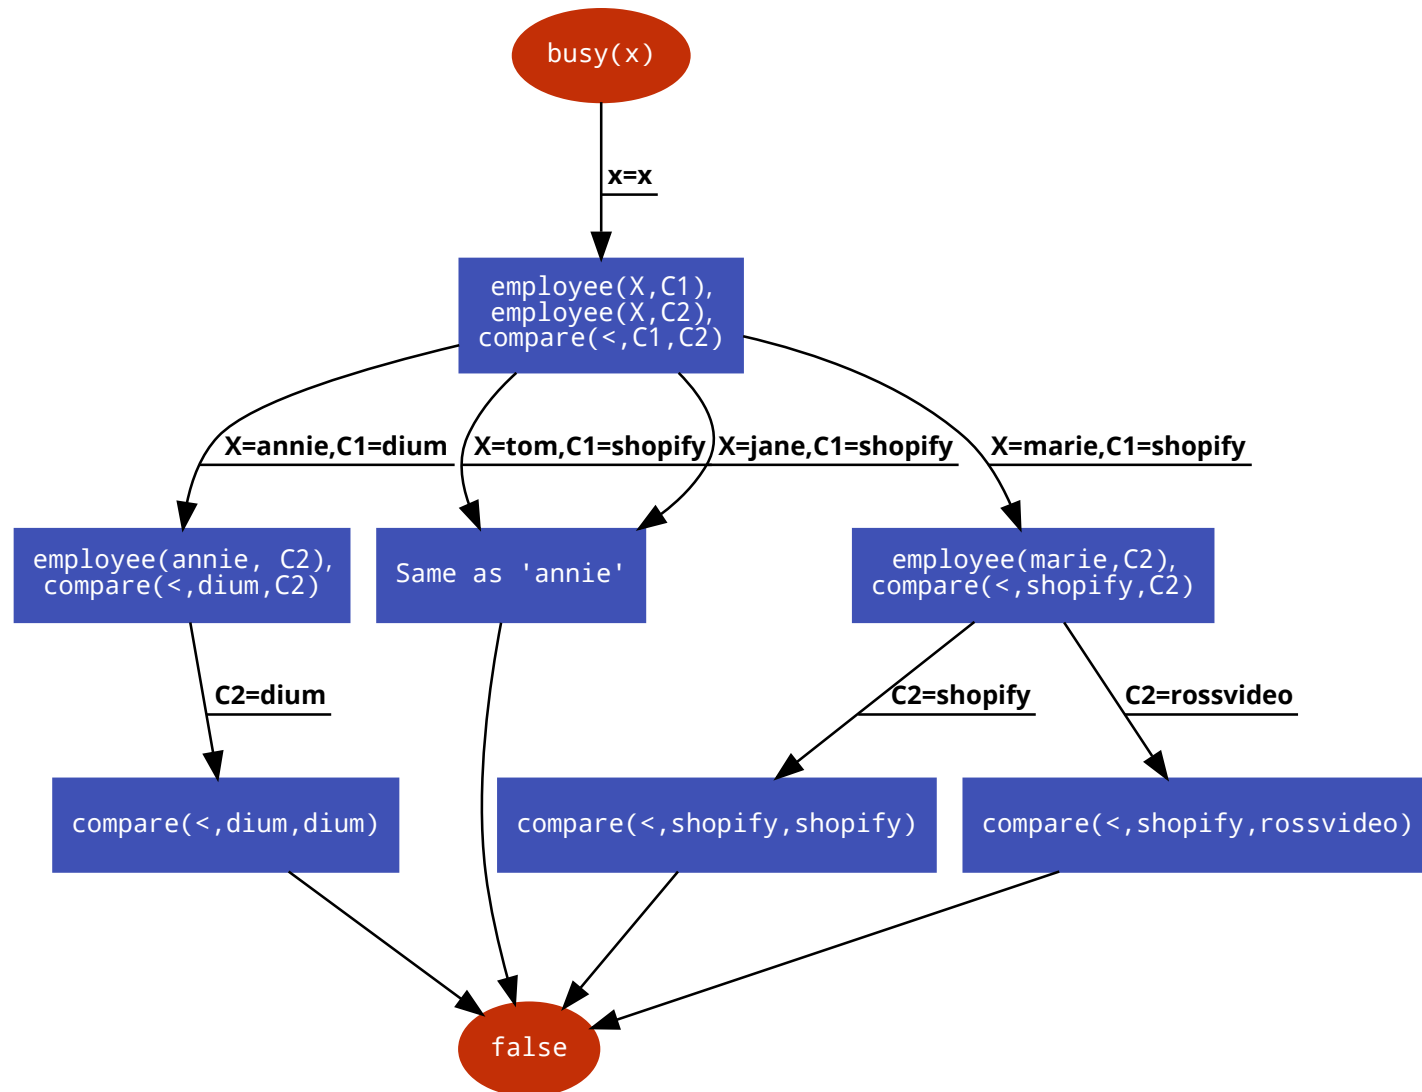 busy(x)
x=x
employee(X,C1),
employee(X,C2),
compare(<,C1,C2)
X=annie,C1=dium
X=tom,C1=shopify
X=jane,C1=shopify
X=marie,C1=shopify
employee(annie, C2),
compare(<,dium,C2)
Same as 'annie'
employee(marie,C2),
compare(<,shopify,C2)
C2=dium
C2=shopify
C2=rossvideo
compare(<,dium,dium)
compare(<,shopify,shopify)
compare(<,shopify,rossvideo)
false